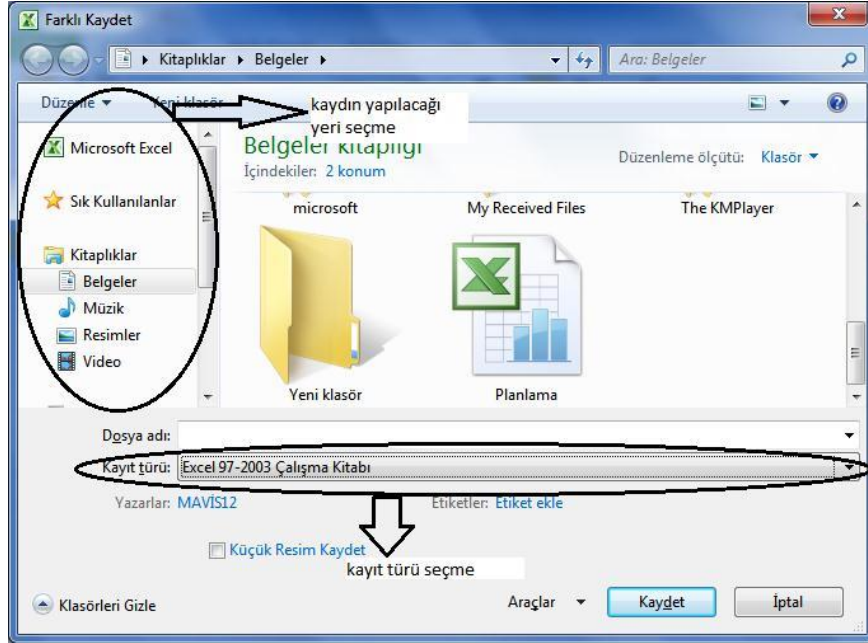 Farklı Kaydet
Kitaplıklar Belgeler
Ara: Belgeler
Düzenle Yeni klasör
kaydın yapılacağı
yeri seçme
Microsoft Excel
Belgeler kitaplığı
İçindekiler: 2 konum
Düzenleme ölçütü: Klasör
Sık Kullanılanlar
microsoft My Received Files The KMPlayer
Kitaplıklar
Belgeler
Müzik
Resimler
Video
Yeni klasör Planlama
Dosya adı:
Kayıt türü: Excel 97-2003 Çalışma Kitabı
Yazarlar: MAVİS12 Etiketler: Etiket ekle
Küçük Resim Kaydet
kayıt türü seçme
Klasörleri Gizle Araçlar Kaydet İptal